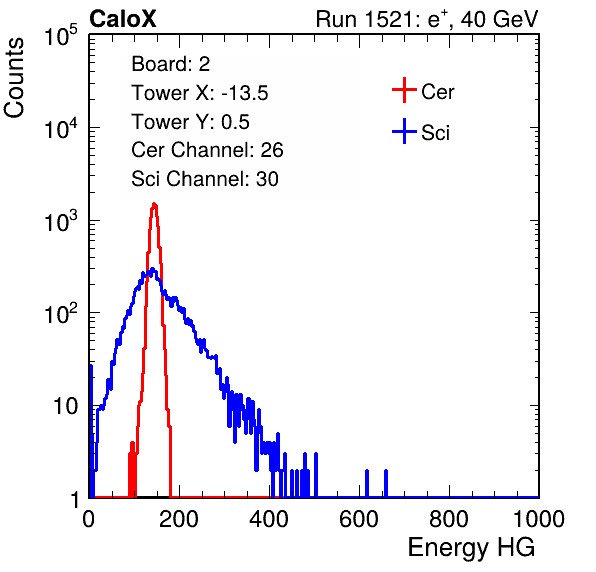 CaloX Run 1521: e⁺, 40 GeV
10⁵
Counts
Board: 2
Tower X: -13.5
Tower Y: 0.5
Cer Channel: 26
Sci Channel: 30
Cer
Sci
10⁴
10³
10²
10
1
0 200 400 600 800 1000
Energy HG